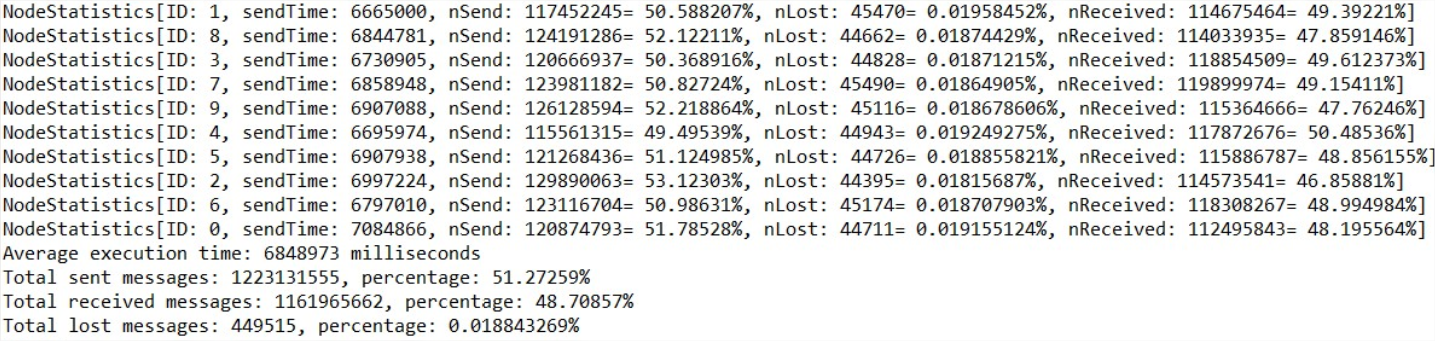 NodeStatistics[ID: 1, sendTime: 6665000, nSend: 117452245= 50.588207%, nLost: 45470= 0.01958452%, nReceived: 114675464= 49.39221%]
NodeStatistics[ID: 8, sendTime: 6844781, nSend: 124191286= 52.12211%, nLost: 44662= 0.01874429%, nReceived: 114033935= 47.859146%]
NodeStatistics[ID: 3, sendTime: 6730905, nSend: 120666937= 50.368916%, nLost: 44828= 0.01871215%, nReceived: 118854509= 49.612373%]
NodeStatistics[ID: 7, sendTime: 6858948, nSend: 123981182= 50.82724%, nLost: 45490= 0.01864905%, nReceived: 119899974= 49.15411%]
NodeStatistics[ID: 9, sendTime: 6907088, nSend: 126128594= 52.218864%, nLost: 45116= 0.018678606%, nReceived: 115364666= 47.76246%]
NodeStatistics[ID: 4, sendTime: 6695974, nSend: 115561315= 49.49539%, nLost: 44943= 0.019249275%, nReceived: 117872676= 50.48536%]
NodeStatistics[ID: 5, sendTime: 6907938, nSend: 121268436= 51.124985%, nLost: 44726= 0.018855821%, nReceived: 115886787= 48.856155%]
NodeStatistics[ID: 2, sendTime: 6997224, nSend: 129890063= 53.12303%, nLost: 44395= 0.01815687%, nReceived: 114573541= 46.85881%]
NodeStatistics[ID: 6, sendTime: 6797010, nSend: 123116704= 50.98631%, nLost: 45174= 0.018707903%, nReceived: 118308267= 48.994984%]
NodeStatistics[ID: 0, sendTime: 7084866, nSend: 120874793= 51.78528%, nLost: 44711= 0.019155124%, nReceived: 112495843= 48.195564%]
Average execution time: 6848973 milliseconds
Total sent messages: 1223131555, percentage: 51.27259%
Total received messages: 1161965662, percentage: 48.70857%
Total lost messages: 449515, percentage: 0.018843269%